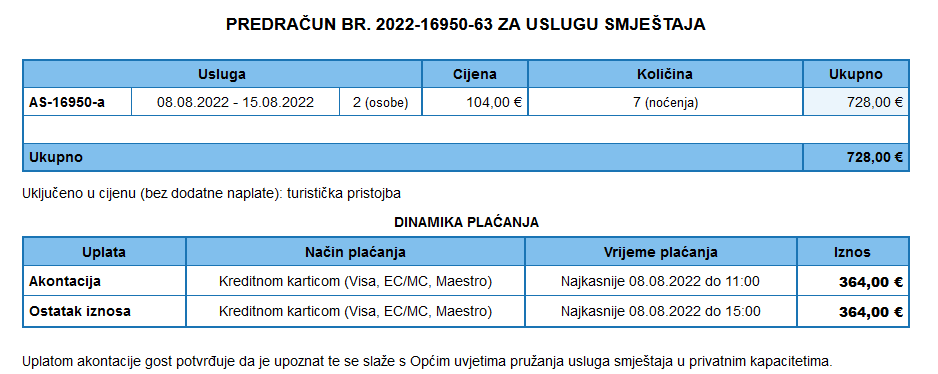 PREDRAČUN BR. 2022-16950-63 ZA USLUGU SMJEŠTAJA
Usluga Cijena Količina Ukupno
AS-16950-a 08.08.2022 - 15.08.2022 2 (osobe) 104,00 € 7 (noćenja) 728,00 €
Ukupno 728,00 €
Uključeno u cijenu (bez dodatne naplate): turistička pristojba
DINAMIKA PLAĆANJA
Uplata Način plaćanja Vrijeme plaćanja Iznos
Akontacija Kreditnom karticom (Visa, EC/MC, Maestro) Najkasnije 08.08.2022 do 11:00 364,00 €
Ostatak iznosa Kreditnom karticom (Visa, EC/MC, Maestro) Najkasnije 08.08.2022 do 15:00 364,00 €
Uplatom akontacije gost potvrđuje da je upoznat te se slaže s Općim uvjetima pružanja usluga smještaja u privatnim kapacitetima.